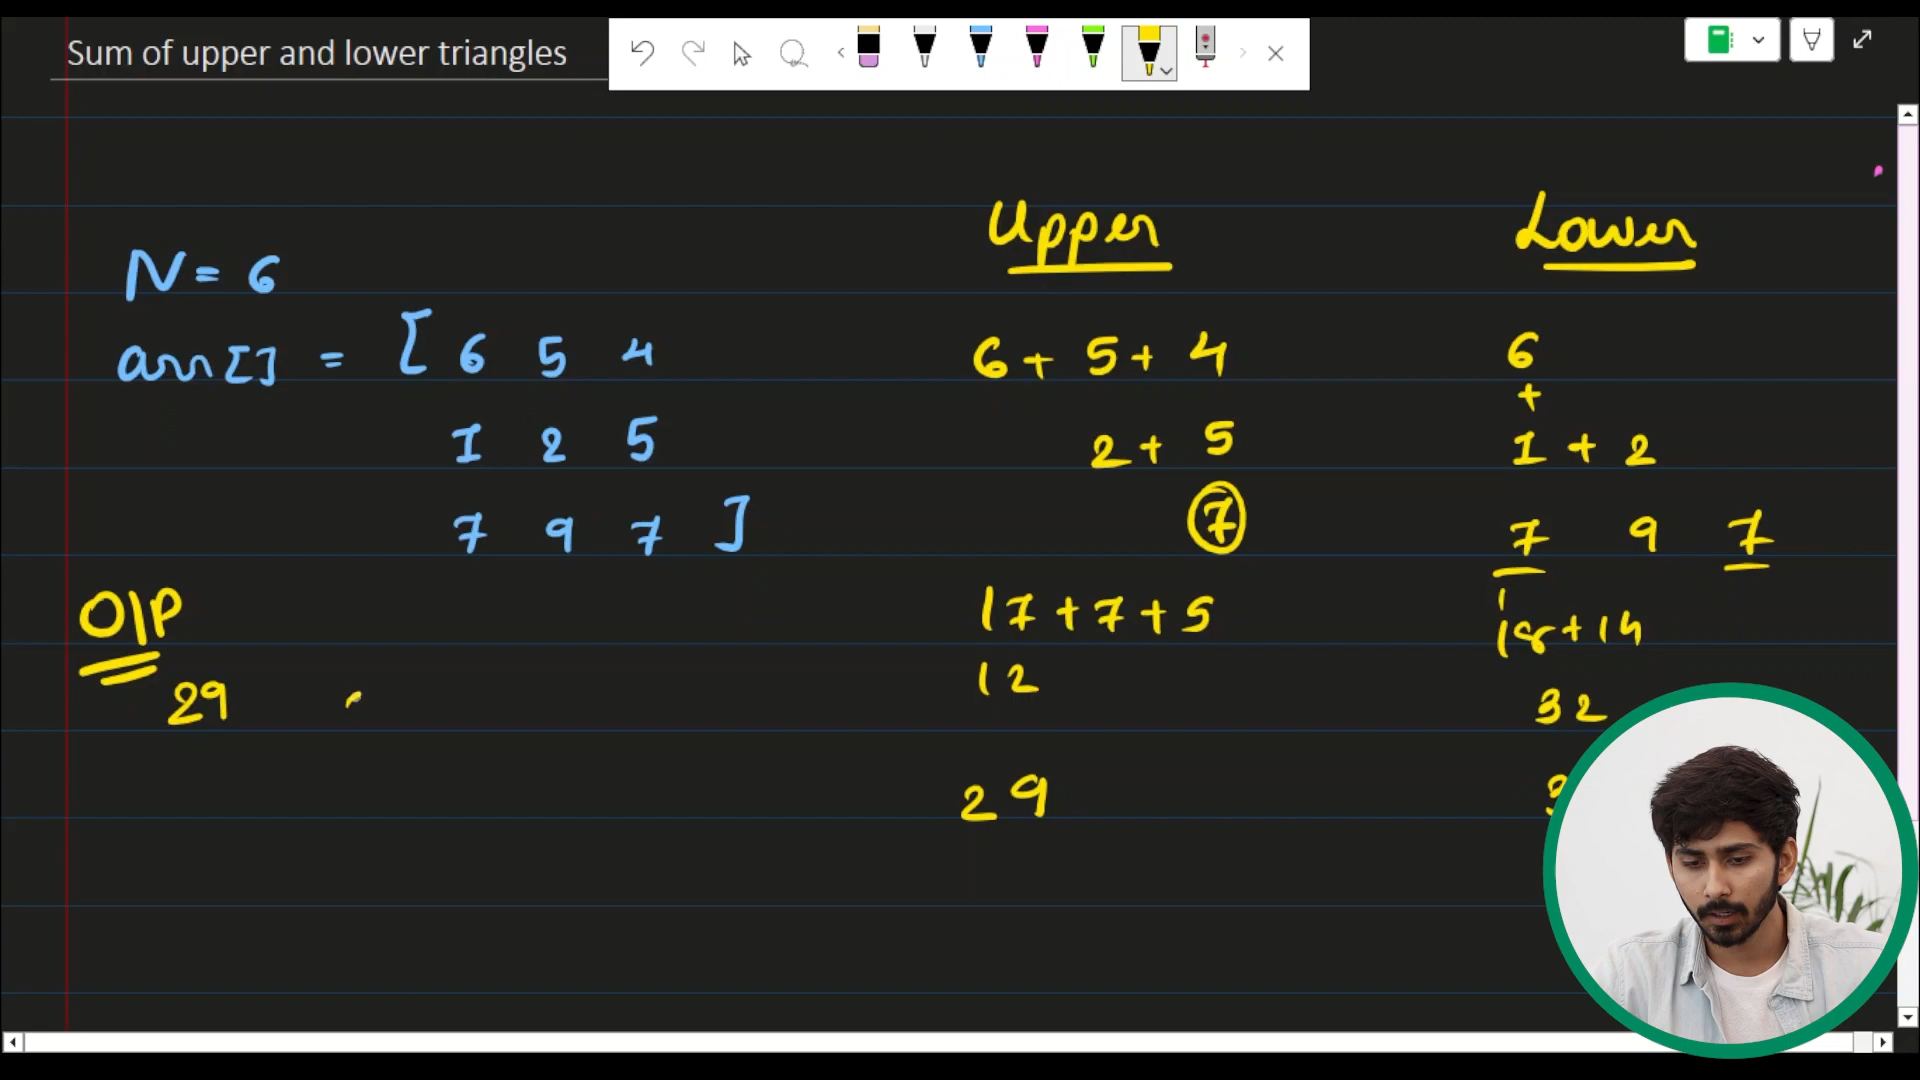 Sum of upper and lower triangles
Upper
Lower
N = 6
arr[] = [ 6 5 4
1 2 5
7 9 7 ]
6 + 5 + 4
2 + 5
7
6
+
1 + 2
7 9 7
O/P
29
17 + 7 + 5
12
29
18 + 14
32
3